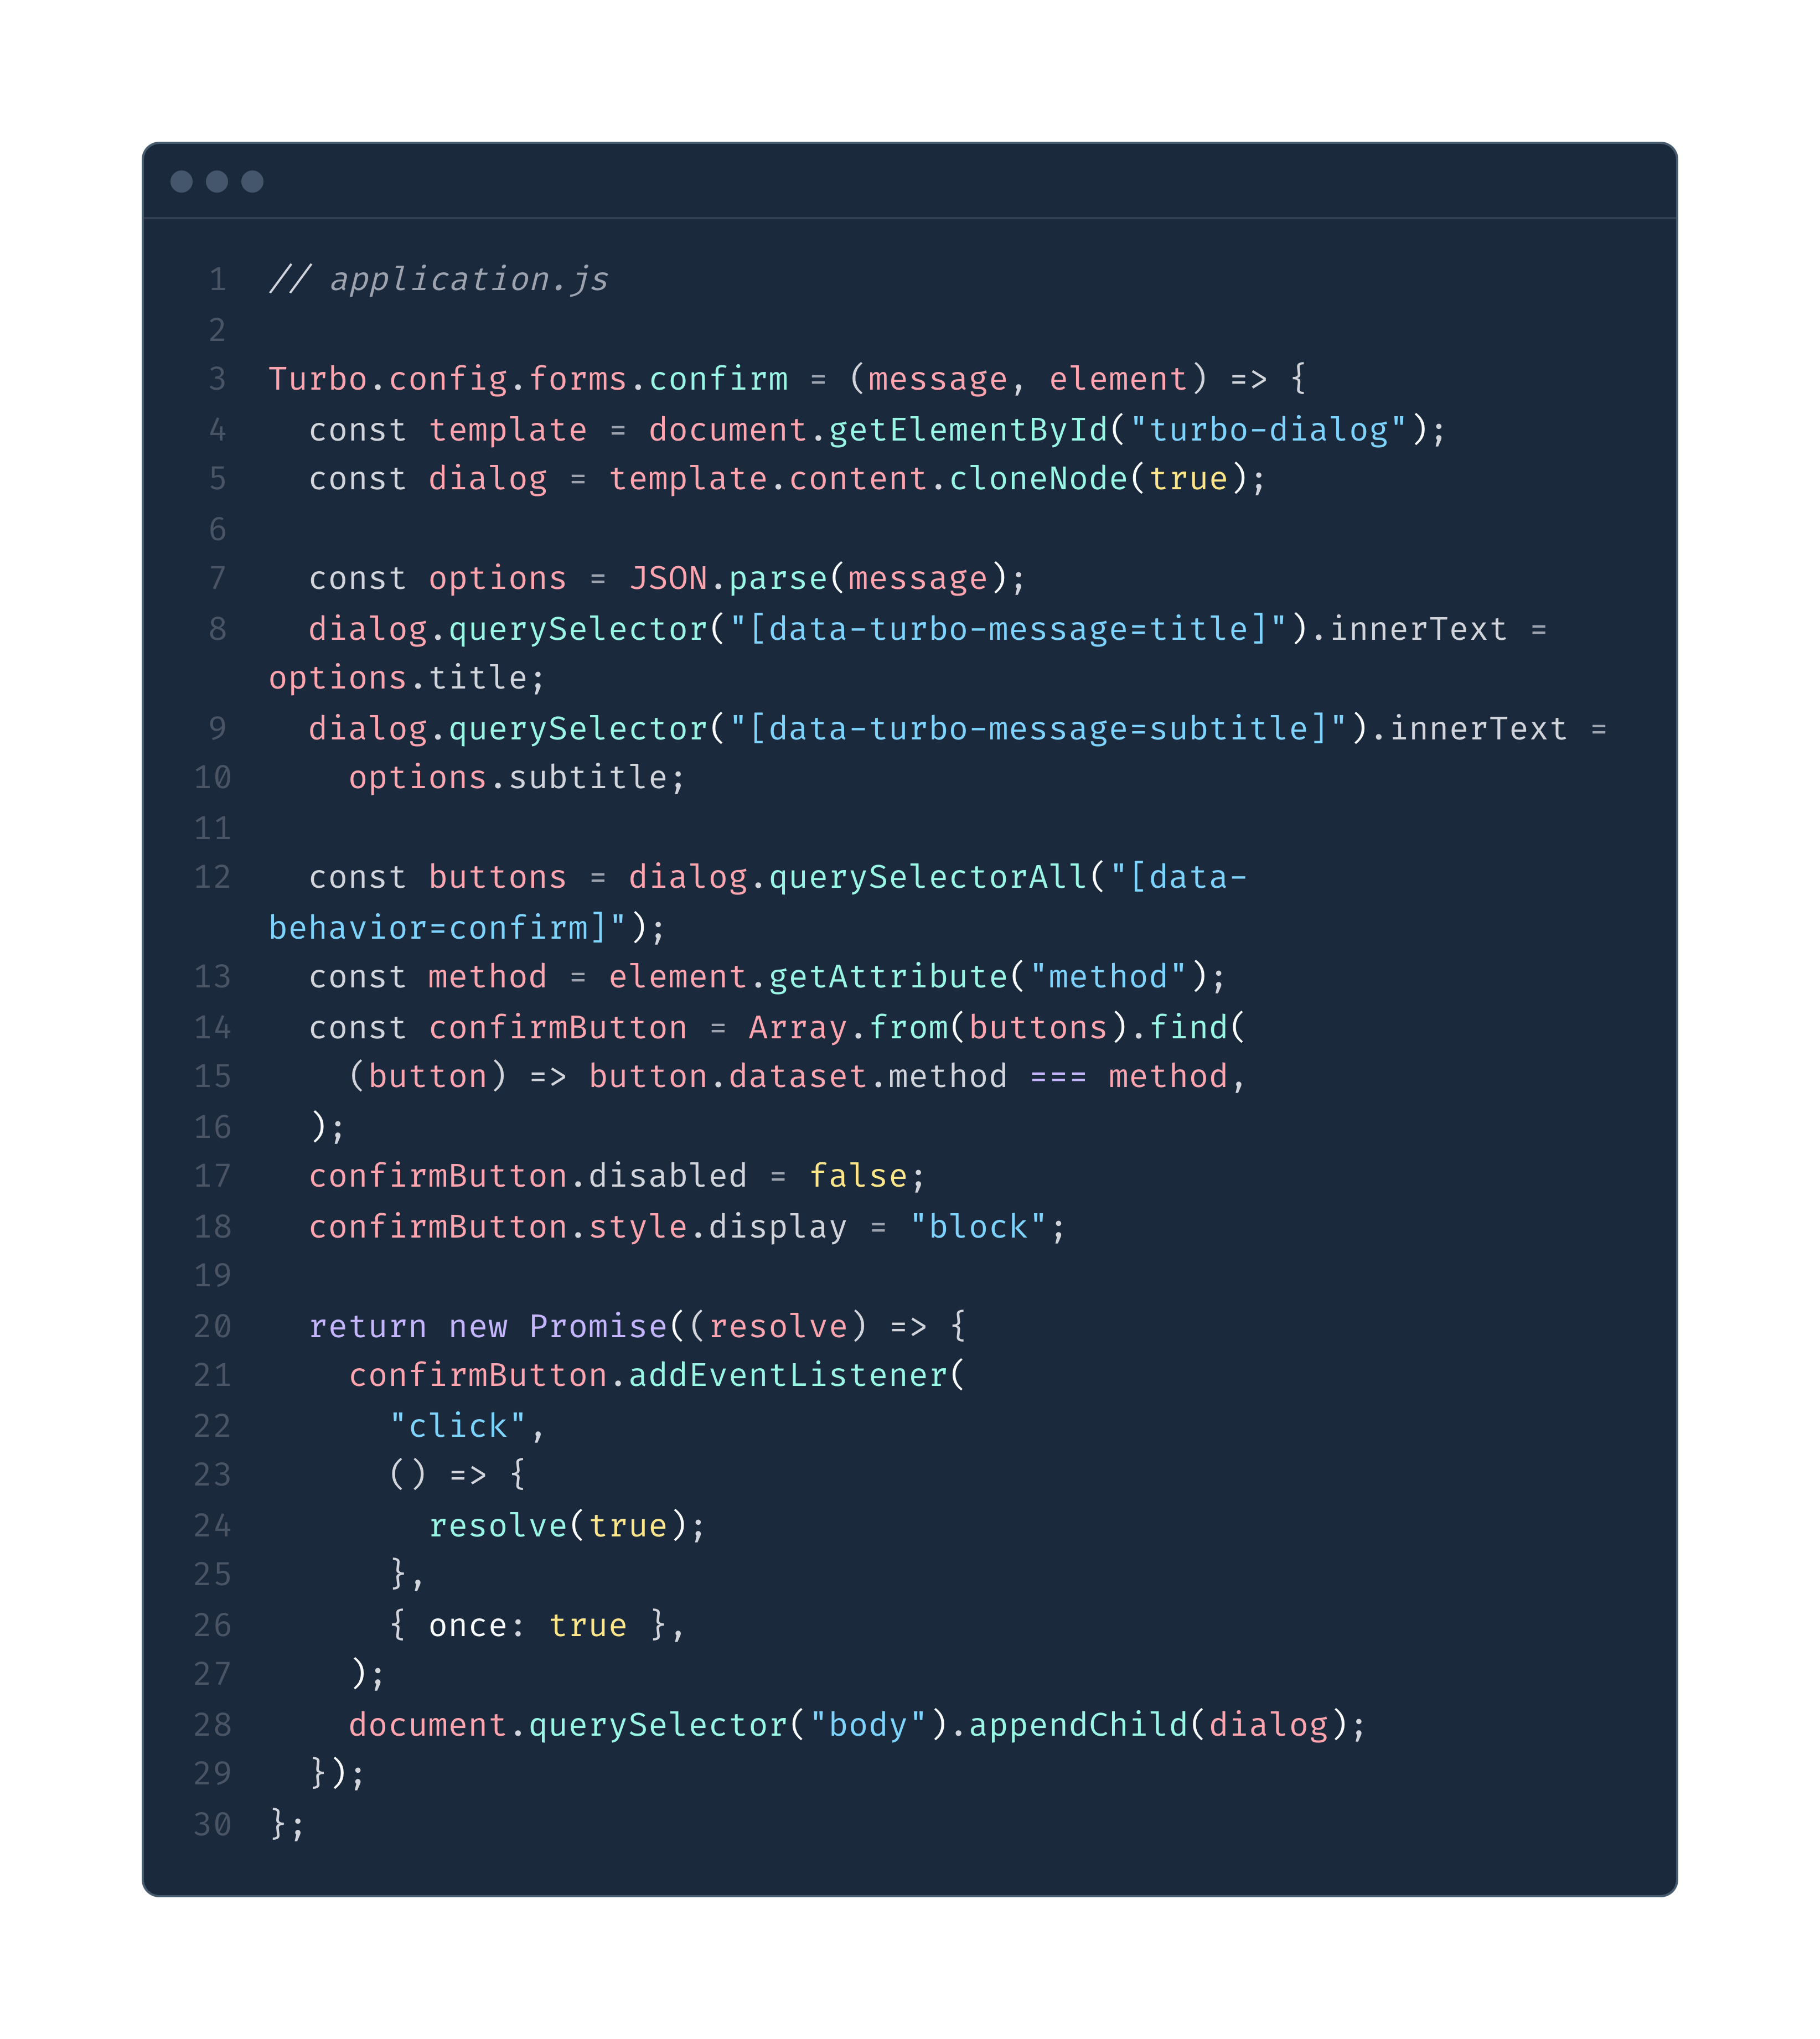 1 // application.js
2
3 Turbo.config.forms.confirm = (message, element) => {
4   const template = document.getElementById("turbo-dialog");
5   const dialog = template.content.cloneNode(true);
6
7   const options = JSON.parse(message);
8   dialog.querySelector("[data-turbo-message=title]").innerText =
options.title;
9   dialog.querySelector("[data-turbo-message=subtitle]").innerText =
10     options.subtitle;
11
12   const buttons = dialog.querySelectorAll("[data-
behavior=confirm]");
13   const method = element.getAttribute("method");
14   const confirmButton = Array.from(buttons).find(
15     (button) => button.dataset.method === method,
16   );
17   confirmButton.disabled = false;
18   confirmButton.style.display = "block";
19
20   return new Promise((resolve) => {
21     confirmButton.addEventListener(
22       "click",
23       () => {
24         resolve(true);
25       },
26       { once: true },
27     );
28     document.querySelector("body").appendChild(dialog);
29   });
30 };